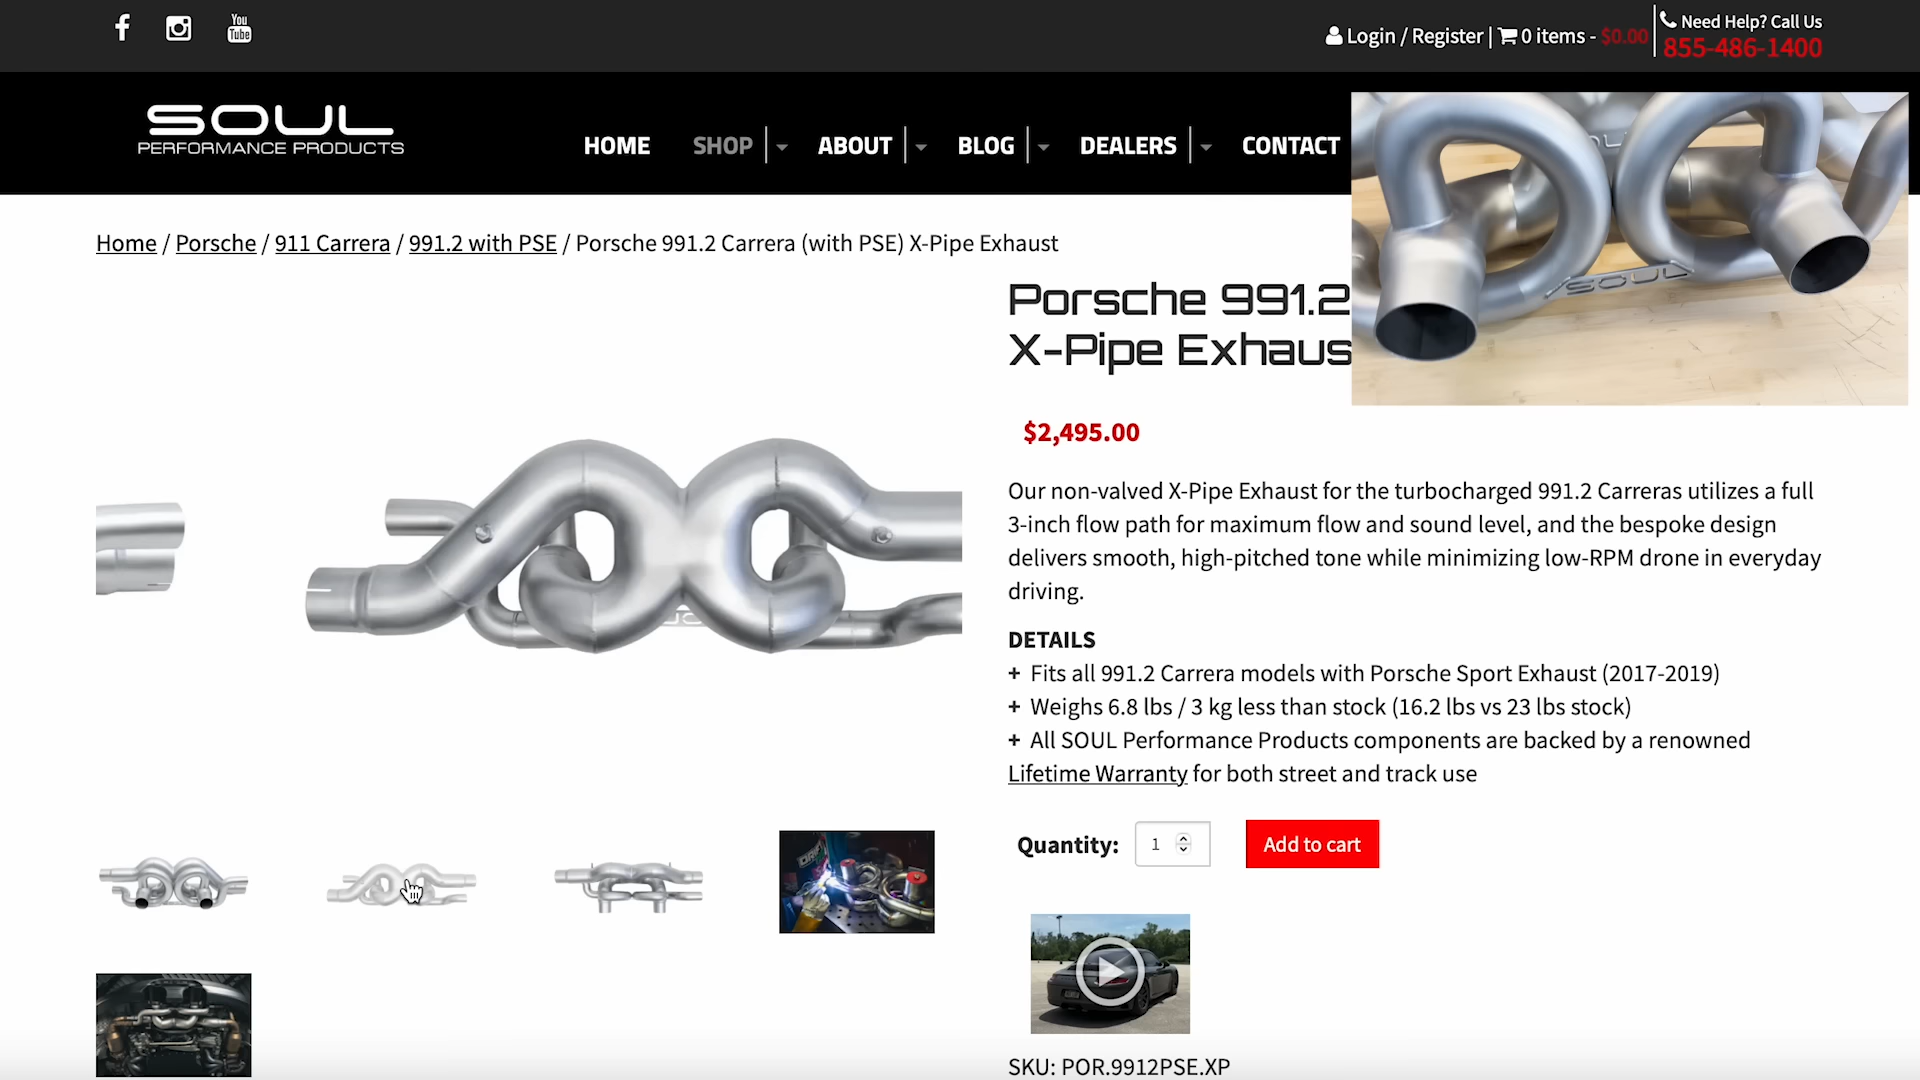 You
Tube
Login / Register | 0 items - $0.00
Need Help? Call Us
855-486-1400
SOUL
PERFORMANCE PRODUCTS
HOME SHOP ABOUT BLOG DEALERS CONTACT
SOUL
Home / Porsche / 911 Carrera / 991.2 with PSE / Porsche 991.2 Carrera (with PSE) X-Pipe Exhaust
Porsche 991.2
X-Pipe Exhaus
$2,495.00
Our non-valved X-Pipe Exhaust for the turbocharged 991.2 Carreras utilizes a full
3-inch flow path for maximum flow and sound level, and the bespoke design
delivers smooth, high-pitched tone while minimizing low-RPM drone in everyday
driving.
DETAILS
+ Fits all 991.2 Carrera models with Porsche Sport Exhaust (2017-2019)
+ Weighs 6.8 lbs / 3 kg less than stock (16.2 lbs vs 23 lbs stock)
+ All SOUL Performance Products components are backed by a renowned
Lifetime Warranty for both street and track use
Quantity: 1 Add to cart
SKU: POR.9912PSE.XP